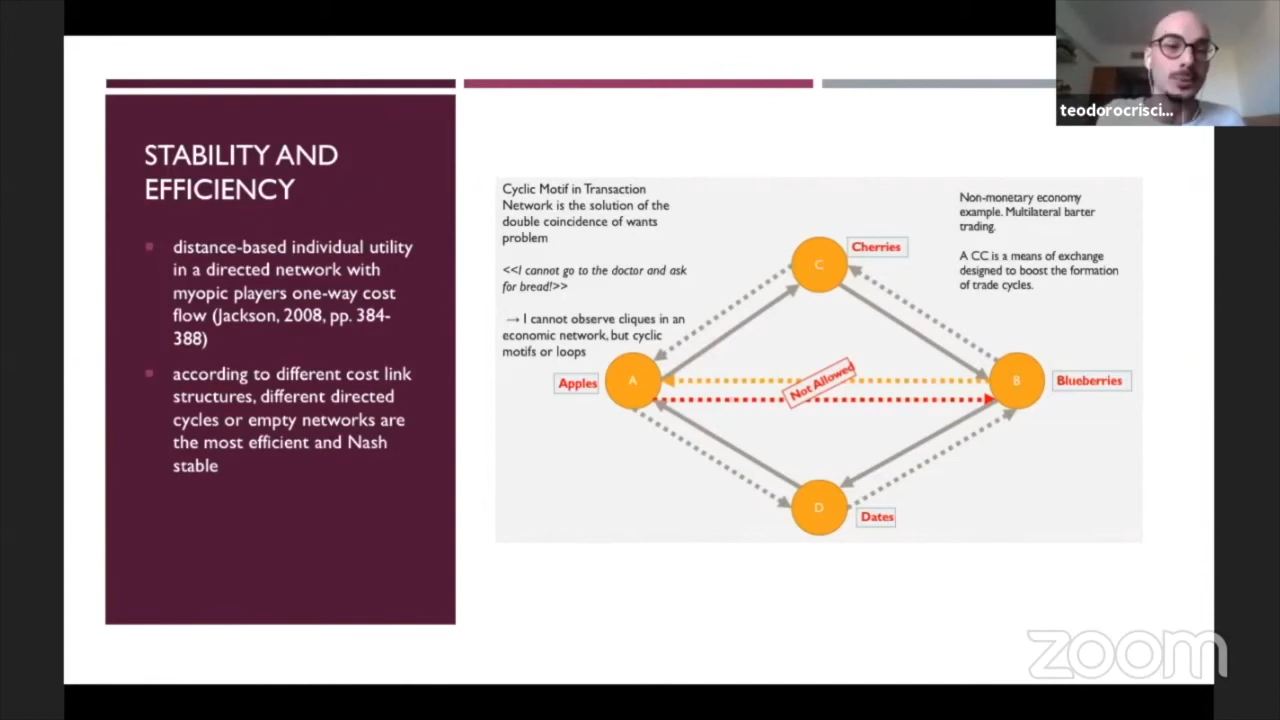 teodorocrisci...
STABILITY AND
EFFICIENCY
distance-based individual utility
in a directed network with
myopic players one-way cost
flow (Jackson, 2008, pp. 384-
388)
according to different cost link
structures, different directed
cycles or empty networks are
the most efficient and Nash
stable
Cyclic Motif in Transaction
Network is the solution of the
double coincidence of wants
problem
<<I cannot go to the doctor and ask
for bread!>>
→ I cannot observe cliques in an
economic network, but cyclic
motifs or loops
Non-monetary economy
example. Multilateral barter
trading.
A CC is a means of exchange
designed to boost the formation
of trade cycles.
C
Cherries
Apples
A
Not Allowed
B
Blueberries
D
Dates
zoom